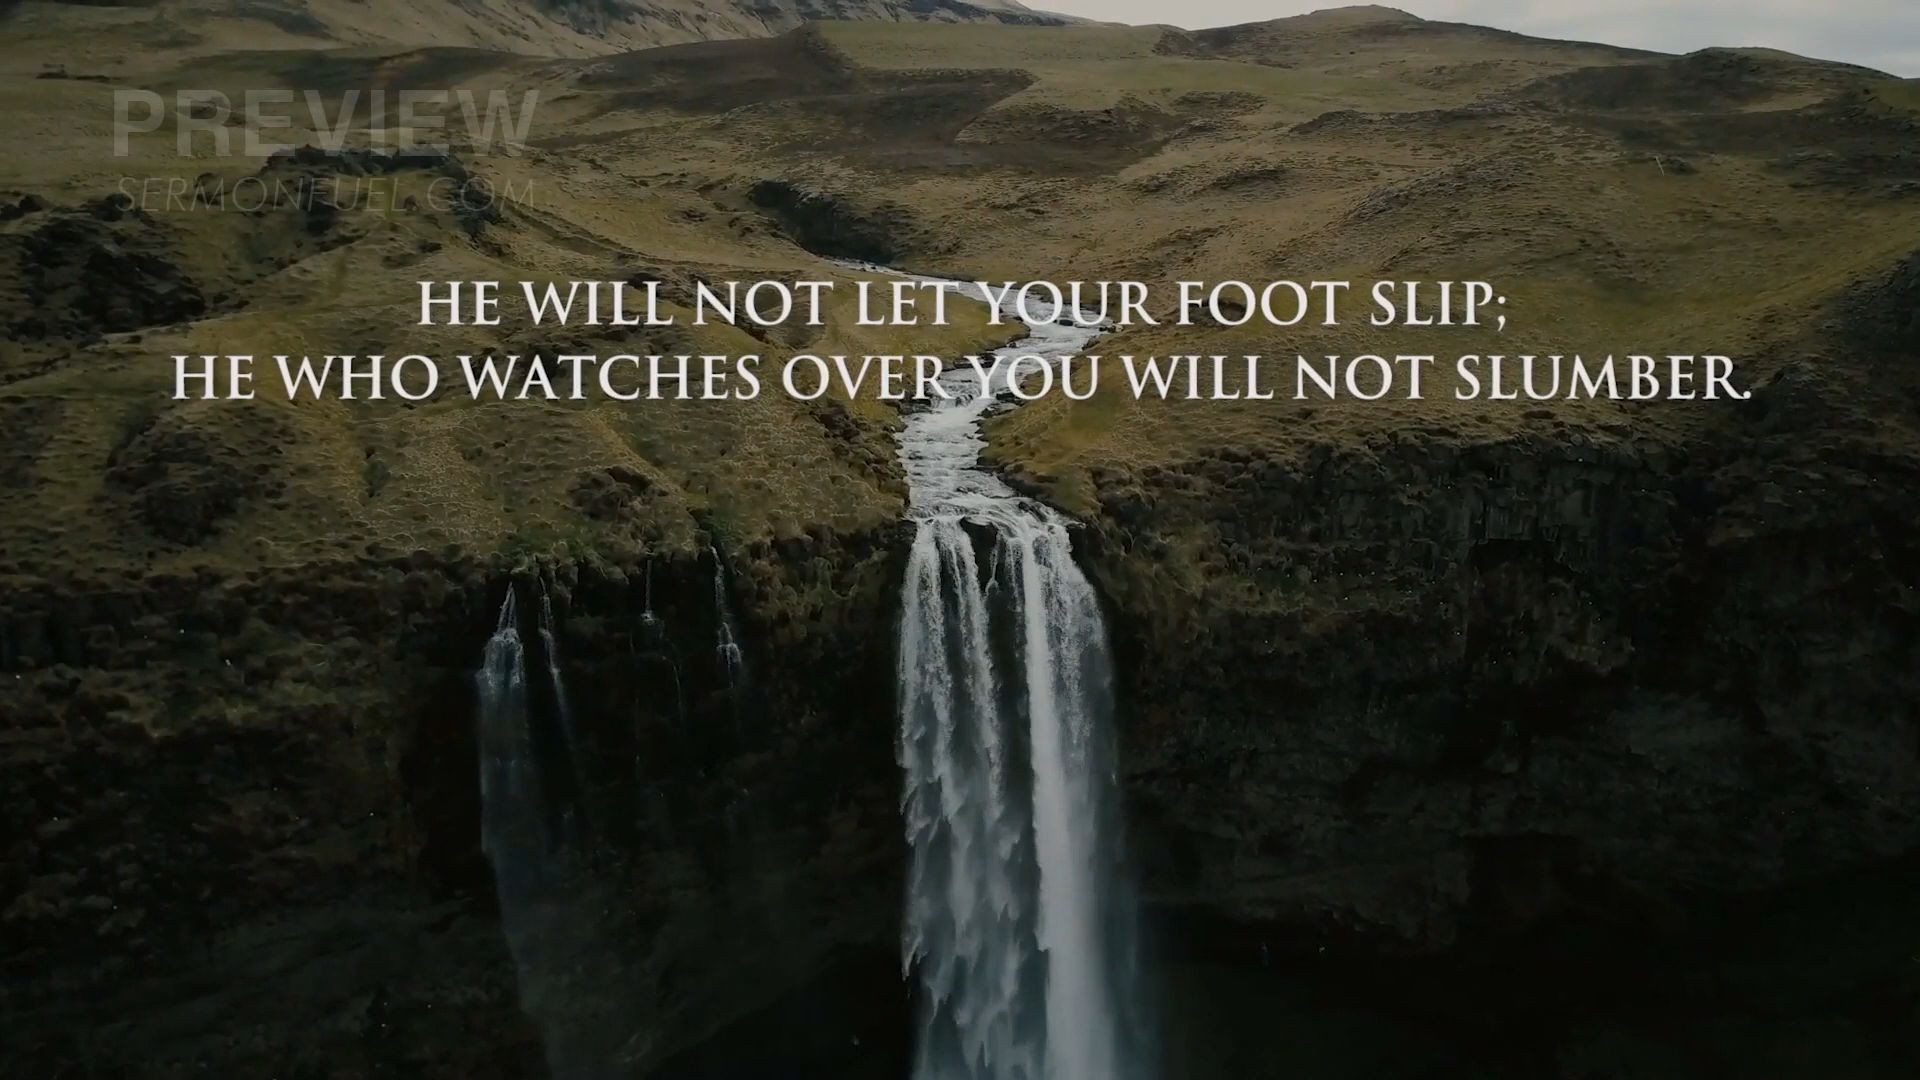 PREVIEW
SERMONFUEL.COM
HE WILL NOT LET YOUR FOOT SLIP;
HE WHO WATCHES OVER YOU WILL NOT SLUMBER.